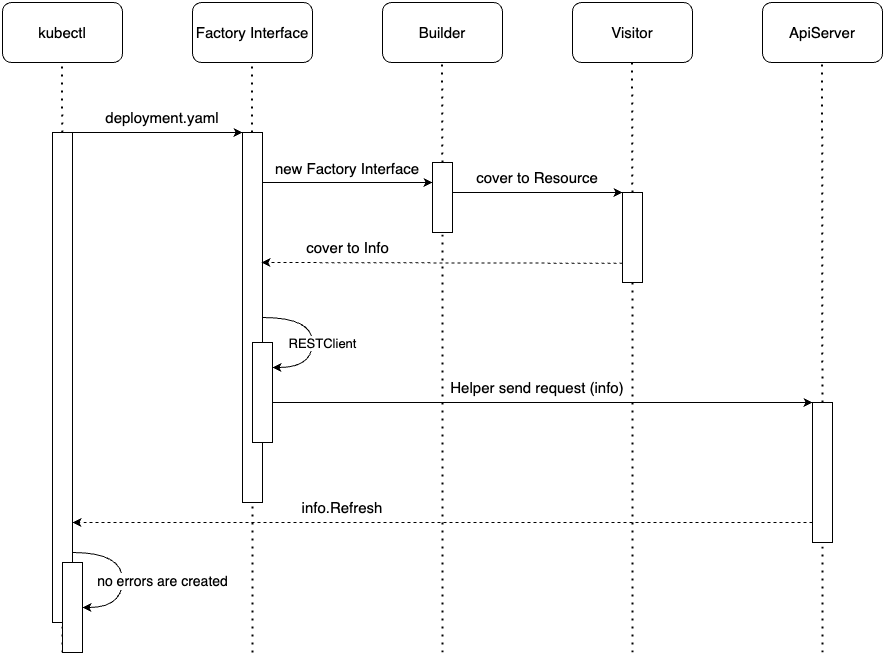 kubectl
Factory Interface
Builder
Visitor
ApiServer
deployment.yaml
new Factory Interface
cover to Resource
cover to Info
RESTClient
Helper send request (info)
info.Refresh
no errors are created